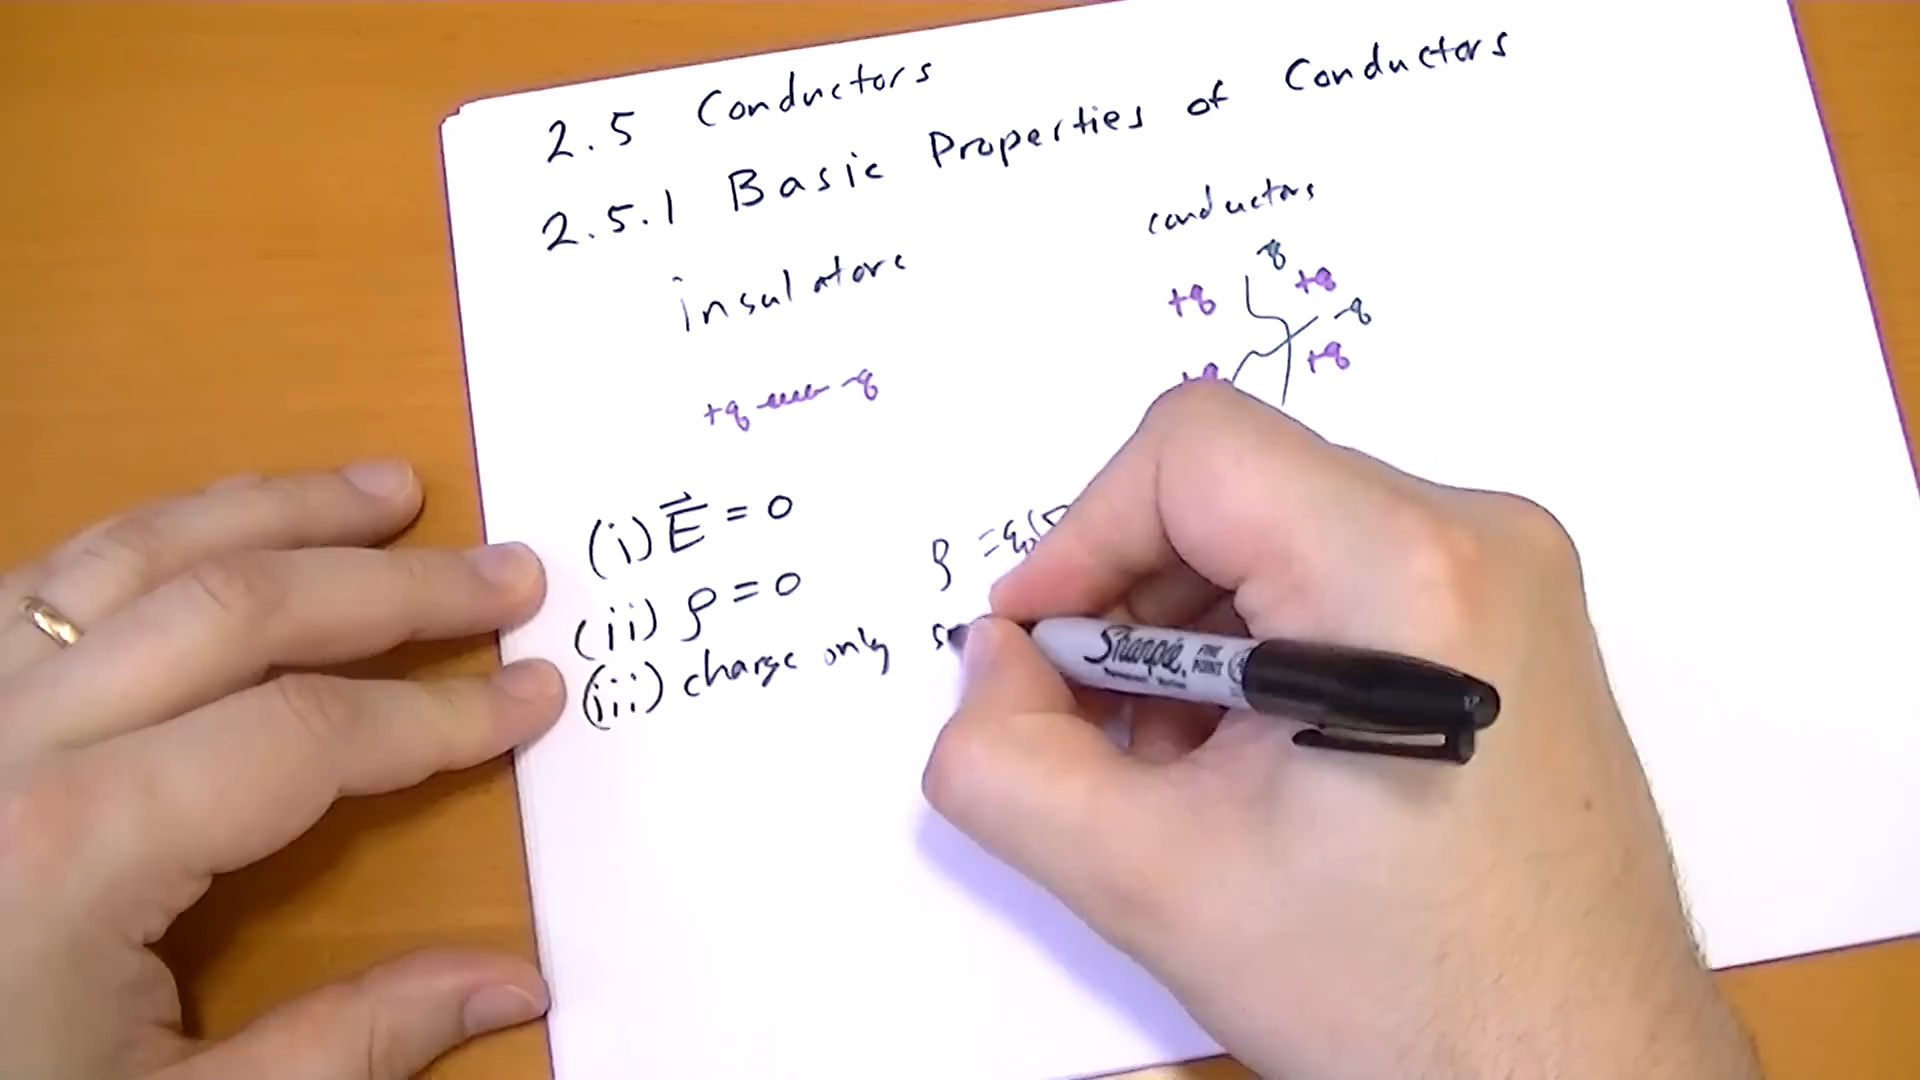 2.5 Conductors
2.5.1 Basic Properties of Conductors
insulators
conductors
-q
+q +q
-q
+q
+q -q
(i) E⃗ = 0
ρ = ε₀(∇
(ii) ρ = 0
(iii) charge only
Sharpie.
FINE POINT